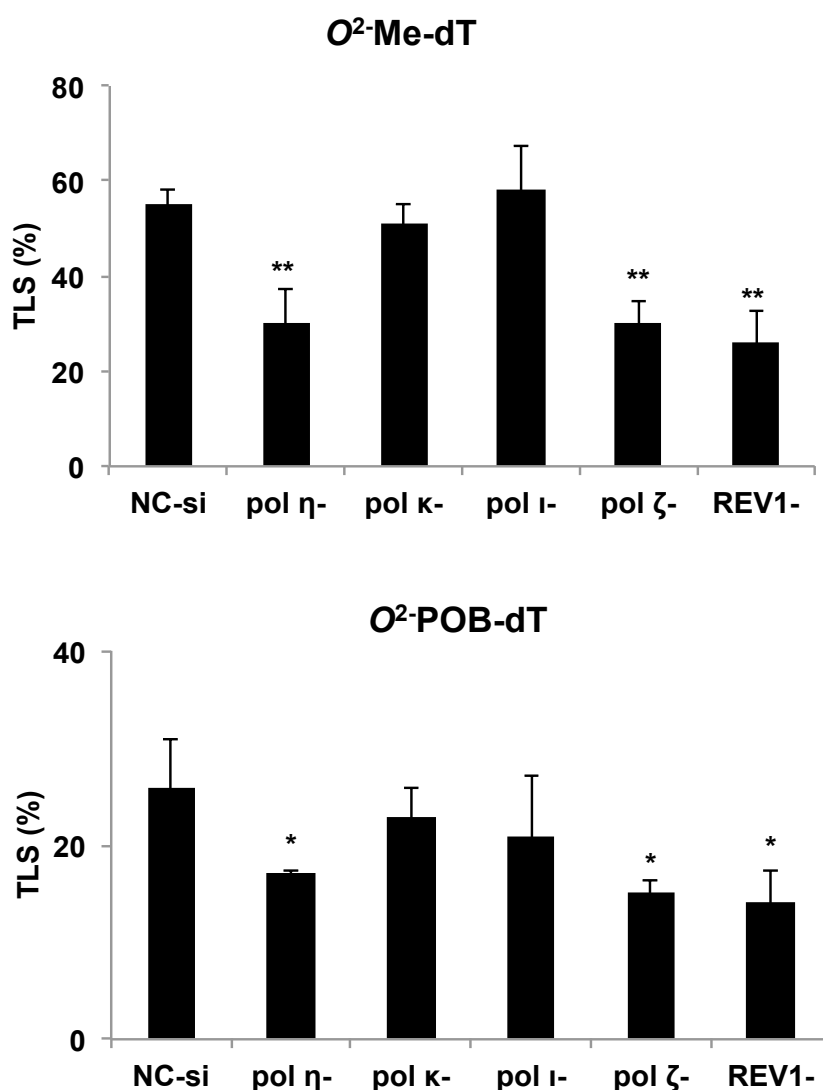 O²-Me-dT
80
60
40
20
0
TLS (%)
** ** **
NC-si pol η- pol κ- pol ι- pol ζ- REV1-
O²-POB-dT
40
20
0
TLS (%)
* * *
NC-si pol η- pol κ- pol ι- pol ζ- REV1-